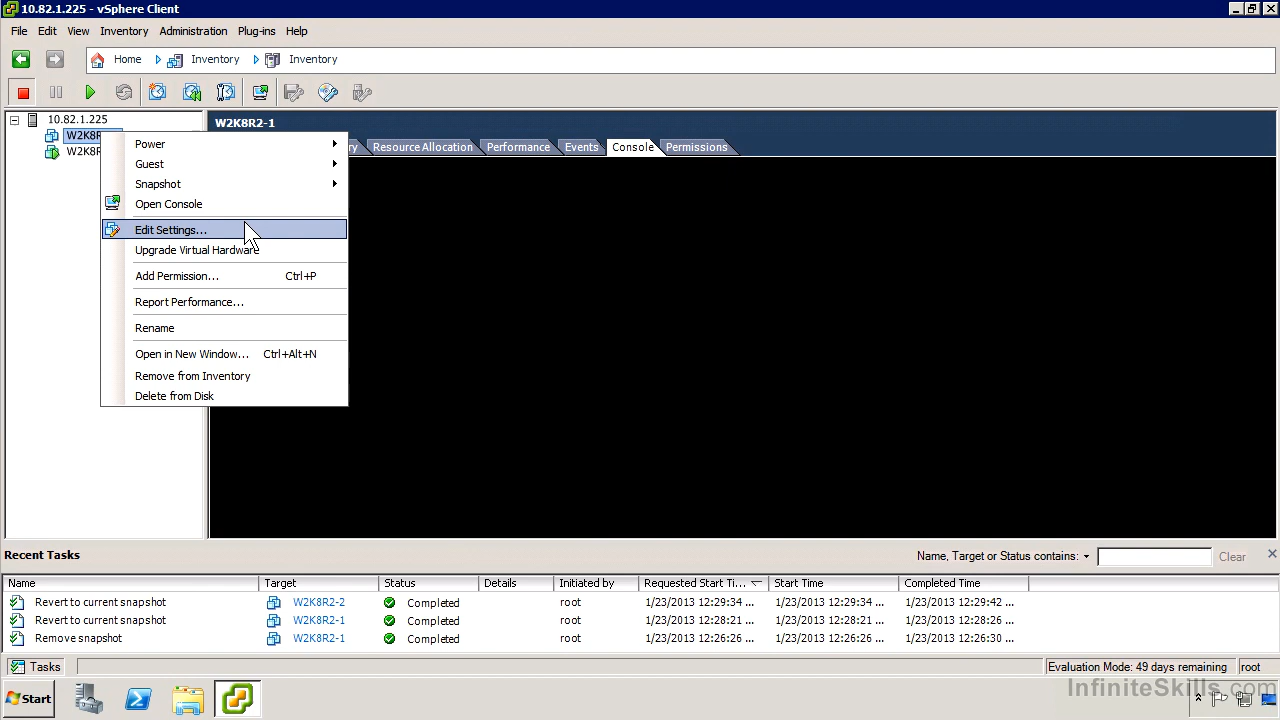 10.82.1.225 - vSphere Client
File Edit View Inventory Administration Plug-ins Help
Home Inventory Inventory
10.82.1.225
W2K8R
W2K8R
W2K8R2-1
ry Resource Allocation Performance Events Console Permissions
Power
Guest
Snapshot
Open Console
Edit Settings...
Upgrade Virtual Hardware
Add Permission... Ctrl+P
Report Performance...
Rename
Open in New Window... Ctrl+Alt+N
Remove from Inventory
Delete from Disk
Recent Tasks
Name, Target or Status contains: Clear
Name Target Status Details Initiated by Requested Start Ti... Start Time Completed Time
Revert to current snapshot W2K8R2-2 Completed root 1/23/2013 12:29:34 ... 1/23/2013 12:29:34 ... 1/23/2013 12:29:42 ...
Revert to current snapshot W2K8R2-1 Completed root 1/23/2013 12:28:21 ... 1/23/2013 12:28:21 ... 1/23/2013 12:28:26 ...
Remove snapshot W2K8R2-1 Completed root 1/23/2013 12:26:26 ... 1/23/2013 12:26:26 ... 1/23/2013 12:26:30 ...
Tasks Evaluation Mode: 49 days remaining root
Start
InfiniteSkills.com